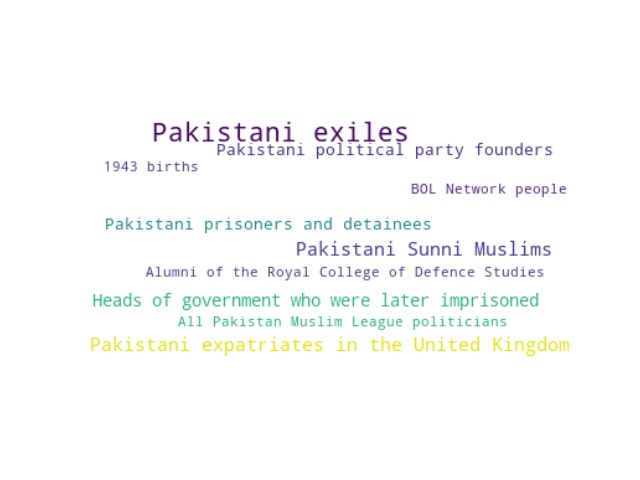 Pakistani exiles
Pakistani political party founders
1943 births
BOL Network people
Pakistani prisoners and detainees
Pakistani Sunni Muslims
Alumni of the Royal College of Defence Studies
Heads of government who were later imprisoned
All Pakistan Muslim League politicians
Pakistani expatriates in the United Kingdom